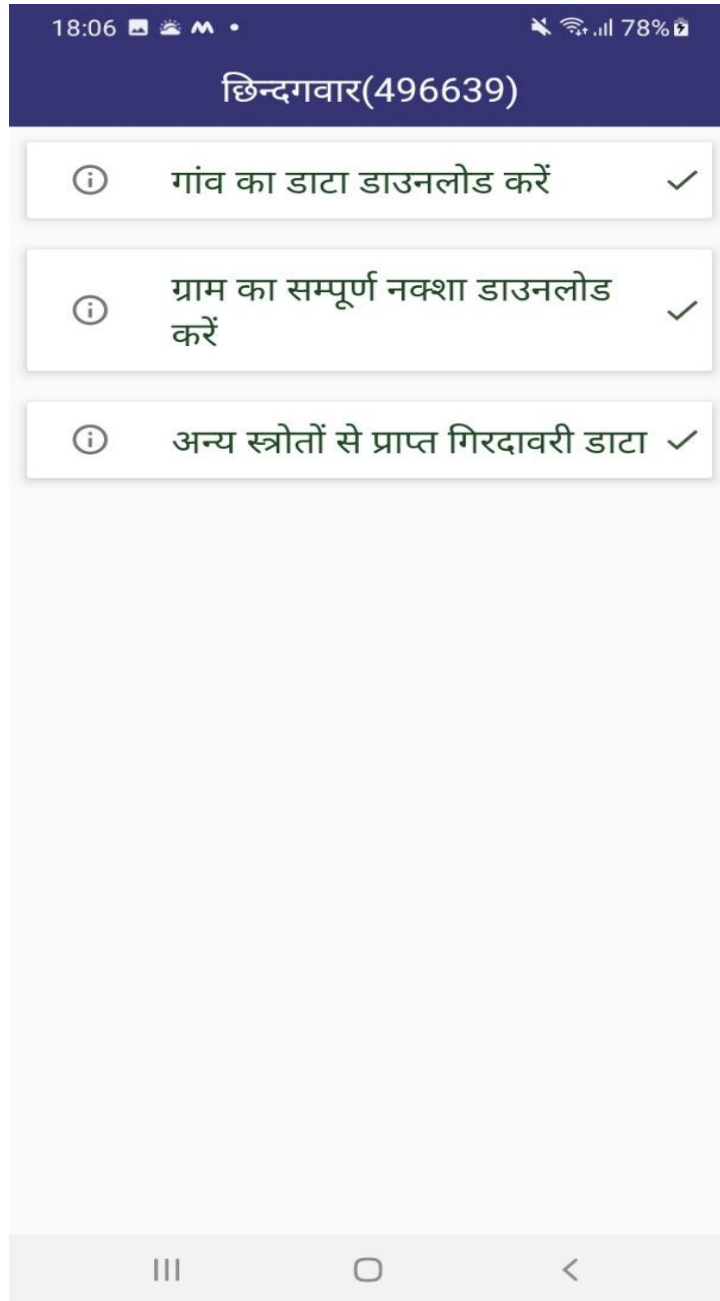 18:06
78%
छिन्दगवार(496639)
गांव का डाटा डाउनलोड करें
ग्राम का सम्पूर्ण नक्शा डाउनलोड
करें
अन्य स्त्रोतों से प्राप्त गिरदावरी डाटा